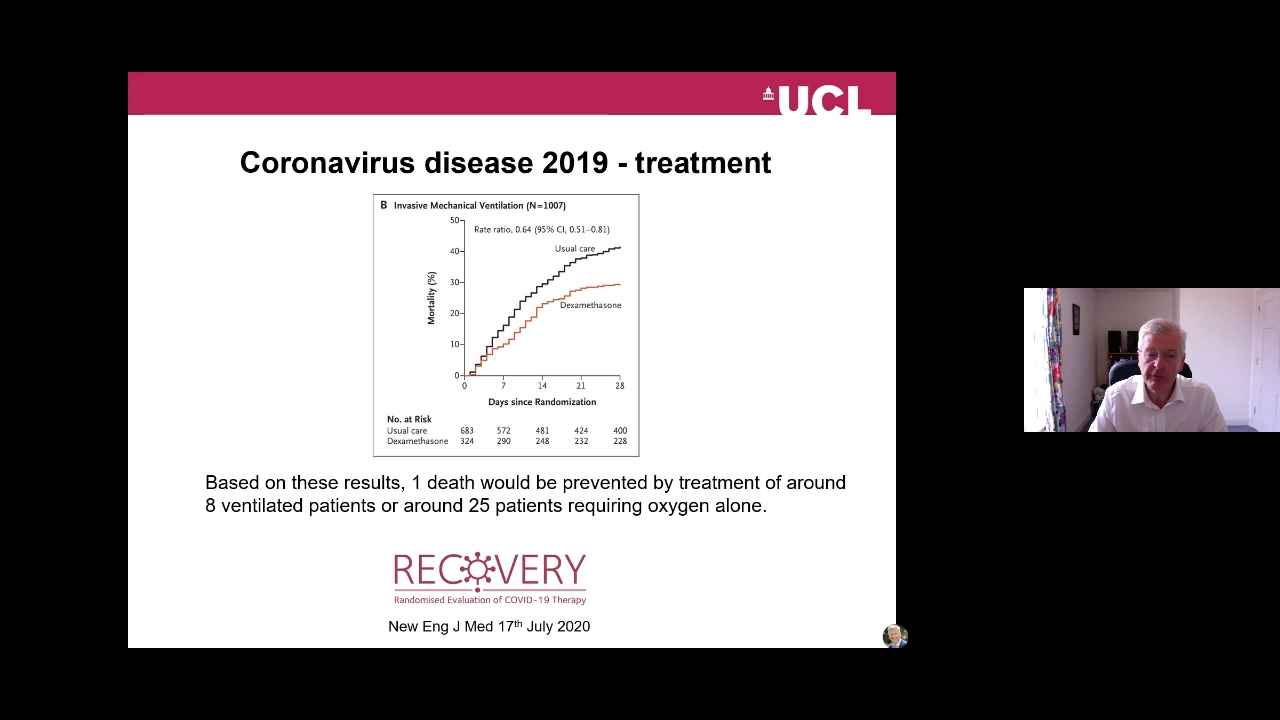 UCL
Coronavirus disease 2019 - treatment
B Invasive Mechanical Ventilation (N=1007)
50
Rate ratio, 0.64 (95% CI, 0.51–0.81)
Usual care
40
30
Dexamethasone
20
10
0
Mortality (%)
0 7 14 21 28
Days since Randomization
No. at Risk
Usual care 683 572 481 424 400
Dexamethasone 324 290 248 232 228
Based on these results, 1 death would be prevented by treatment of around
8 ventilated patients or around 25 patients requiring oxygen alone.
RECOVERY
Randomised Evaluation of COVID-19 Therapy
New Eng J Med 17th July 2020